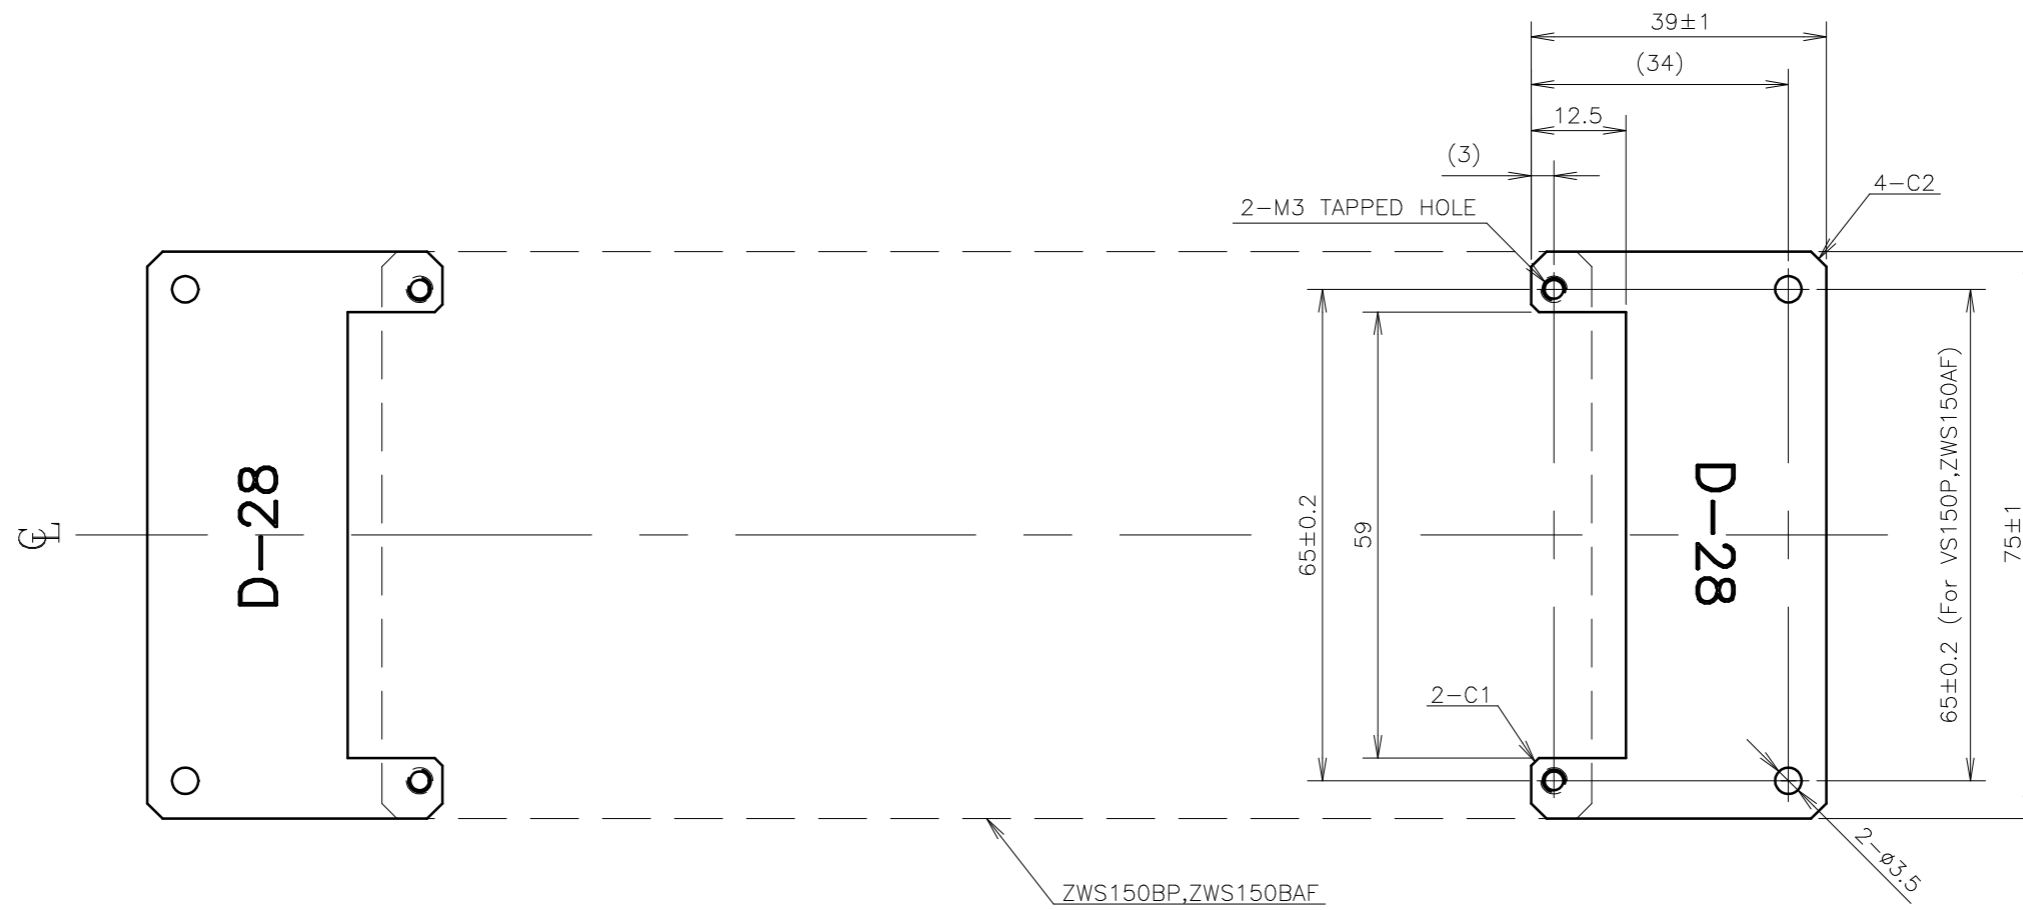 39±1
(34)
12.5
(3)
4-C2
2-M3 TAPPED HOLE
D-28
D-28
65±0.2
59
65±0.2 (For VS150P,ZWS150AF)
75±1
℄
2-C1
2-ø3.5
ZWS150BP,ZWS150BAF